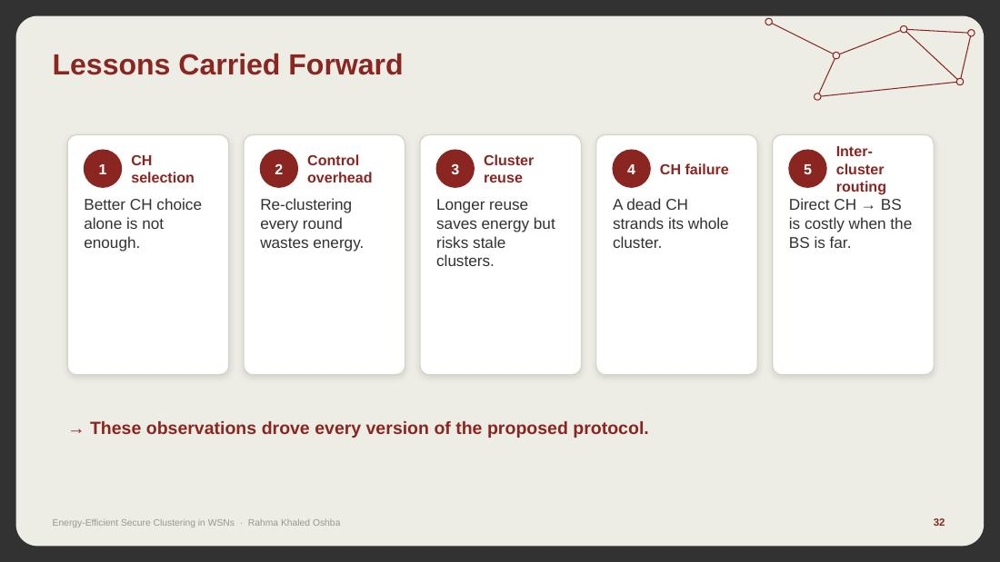 Lessons Carried Forward
1
CH
selection
Better CH choice
alone is not
enough.
2
Control
overhead
Re-clustering
every round
wastes energy.
3
Cluster
reuse
Longer reuse
saves energy but
risks stale
clusters.
4
CH failure
A dead CH
strands its whole
cluster.
5
Inter-
cluster
routing
Direct CH → BS
is costly when the
BS is far.
→ These observations drove every version of the proposed protocol.
Energy-Efficient Secure Clustering in WSNs · Rahma Khaled Oshba
32